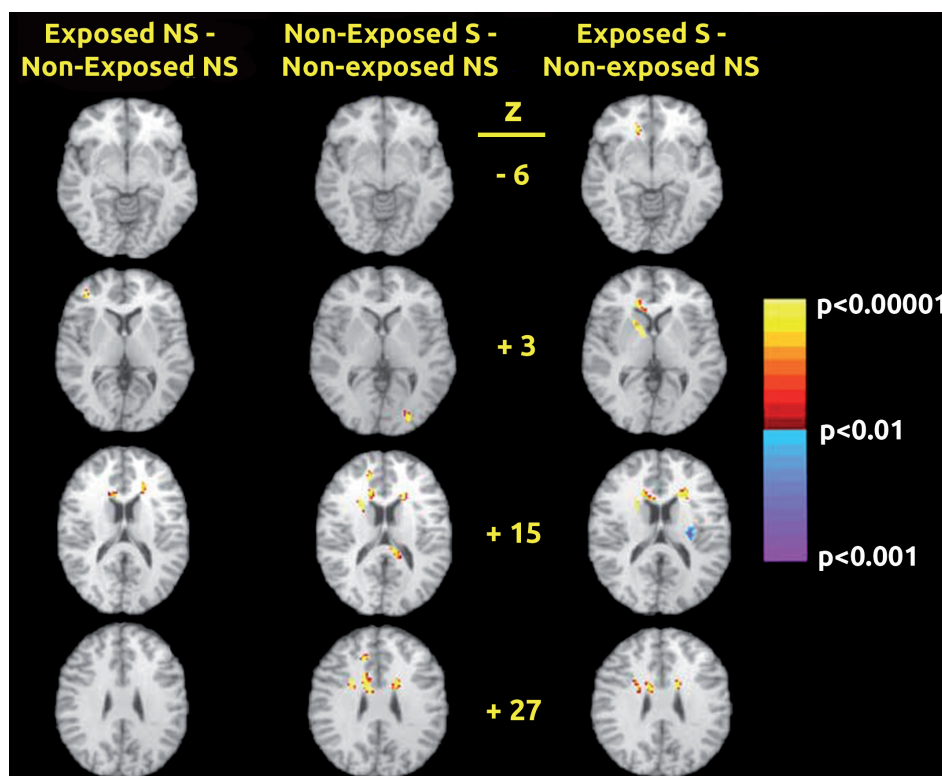 Exposed NS -
Non-Exposed NS
Non-Exposed S -
Non-exposed NS
Exposed S -
Non-exposed NS
Z
- 6
+ 3
+ 15
+ 27
p<0.00001
p<0.01
p<0.001